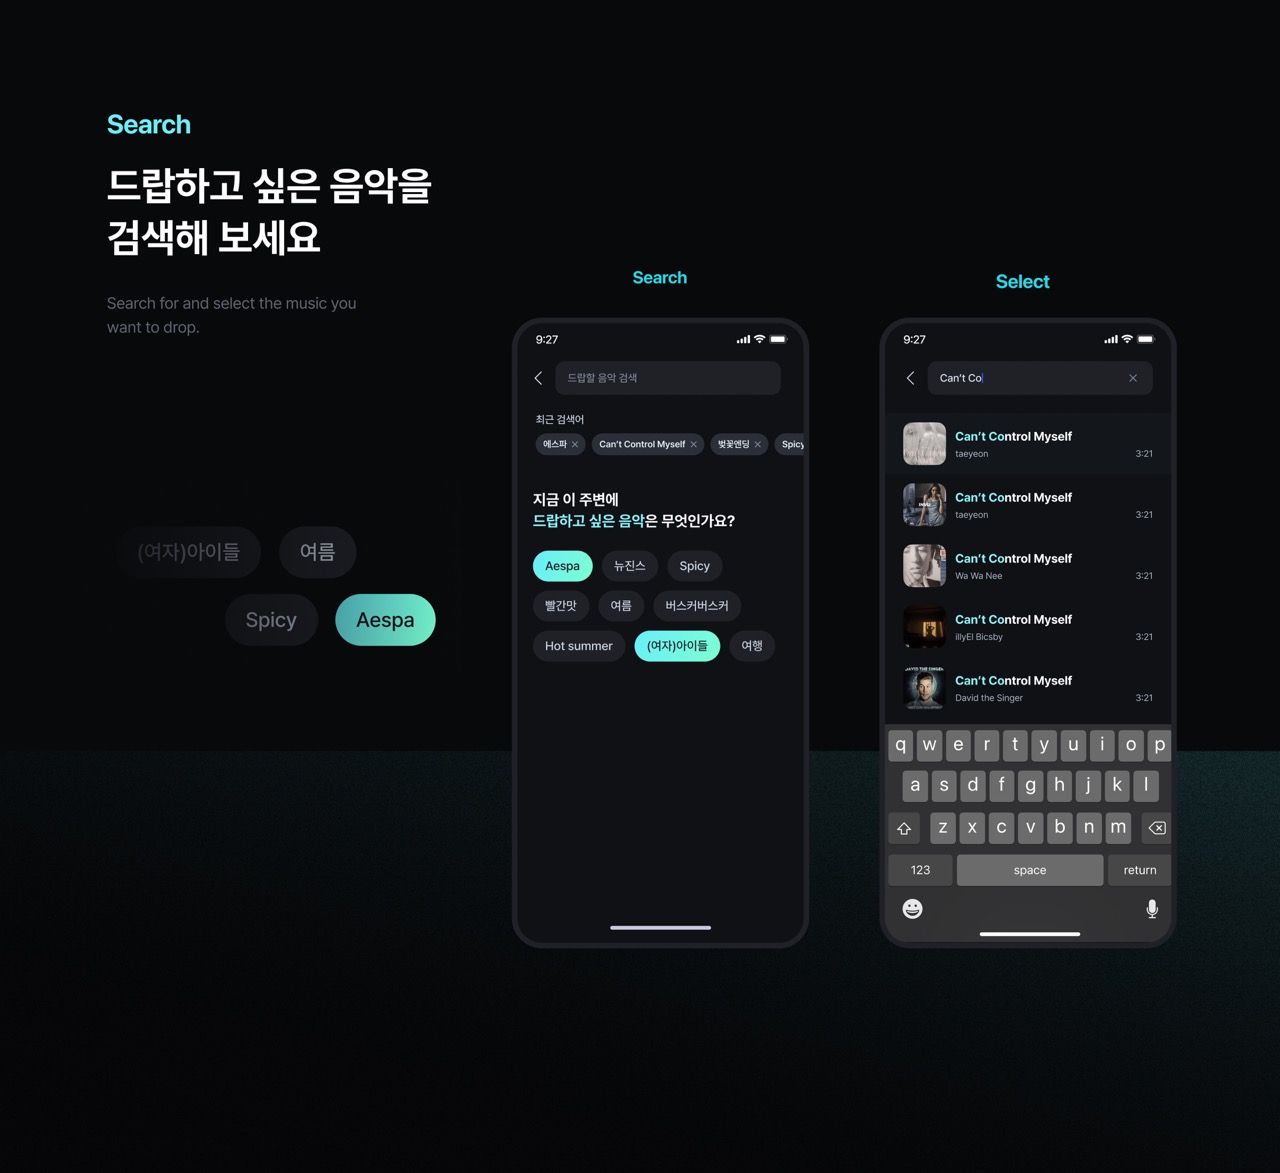 Search
드랍하고 싶은 음악을
검색해 보세요
Search for and select the music you
want to drop.
(여자)아이들 여름
Spicy Aespa
Search
9:27
드랍할 음악 검색
최근 검색어
에스파 Can't Control Myself 벚꽃엔딩 Spicy
지금 이 주변에
드랍하고 싶은 음악은 무엇인가요?
Aespa 뉴진스 Spicy
빨간맛 여름 버스커버스커
Hot summer (여자)아이들 여행
Select
9:27
Can't Co
Can't Control Myself
taeyeon 3:21
Can't Control Myself
taeyeon 3:21
Can't Control Myself
Wa Wa Nee 3:21
Can't Control Myself
illyEl Bicsby 3:21
DAVID THE SINGER
Can't Control Myself
David the Singer 3:21
q w e r t y u i o p
a s d f g h j k l
z x c v b n m
123 space return